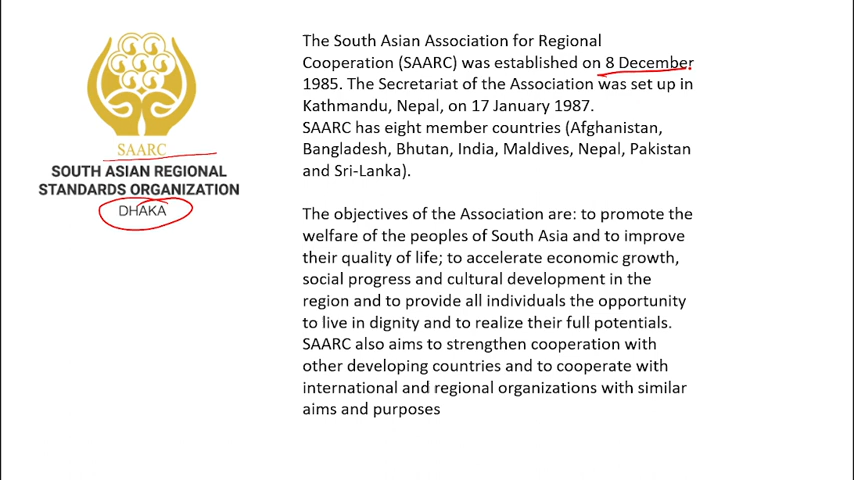 SAARC
SOUTH ASIAN REGIONAL
STANDARDS ORGANIZATION
DHAKA
The South Asian Association for Regional
Cooperation (SAARC) was established on 8 December
1985. The Secretariat of the Association was set up in
Kathmandu, Nepal, on 17 January 1987.
SAARC has eight member countries (Afghanistan,
Bangladesh, Bhutan, India, Maldives, Nepal, Pakistan
and Sri-Lanka).
The objectives of the Association are: to promote the
welfare of the peoples of South Asia and to improve
their quality of life; to accelerate economic growth,
social progress and cultural development in the
region and to provide all individuals the opportunity
to live in dignity and to realize their full potentials.
SAARC also aims to strengthen cooperation with
other developing countries and to cooperate with
international and regional organizations with similar
aims and purposes